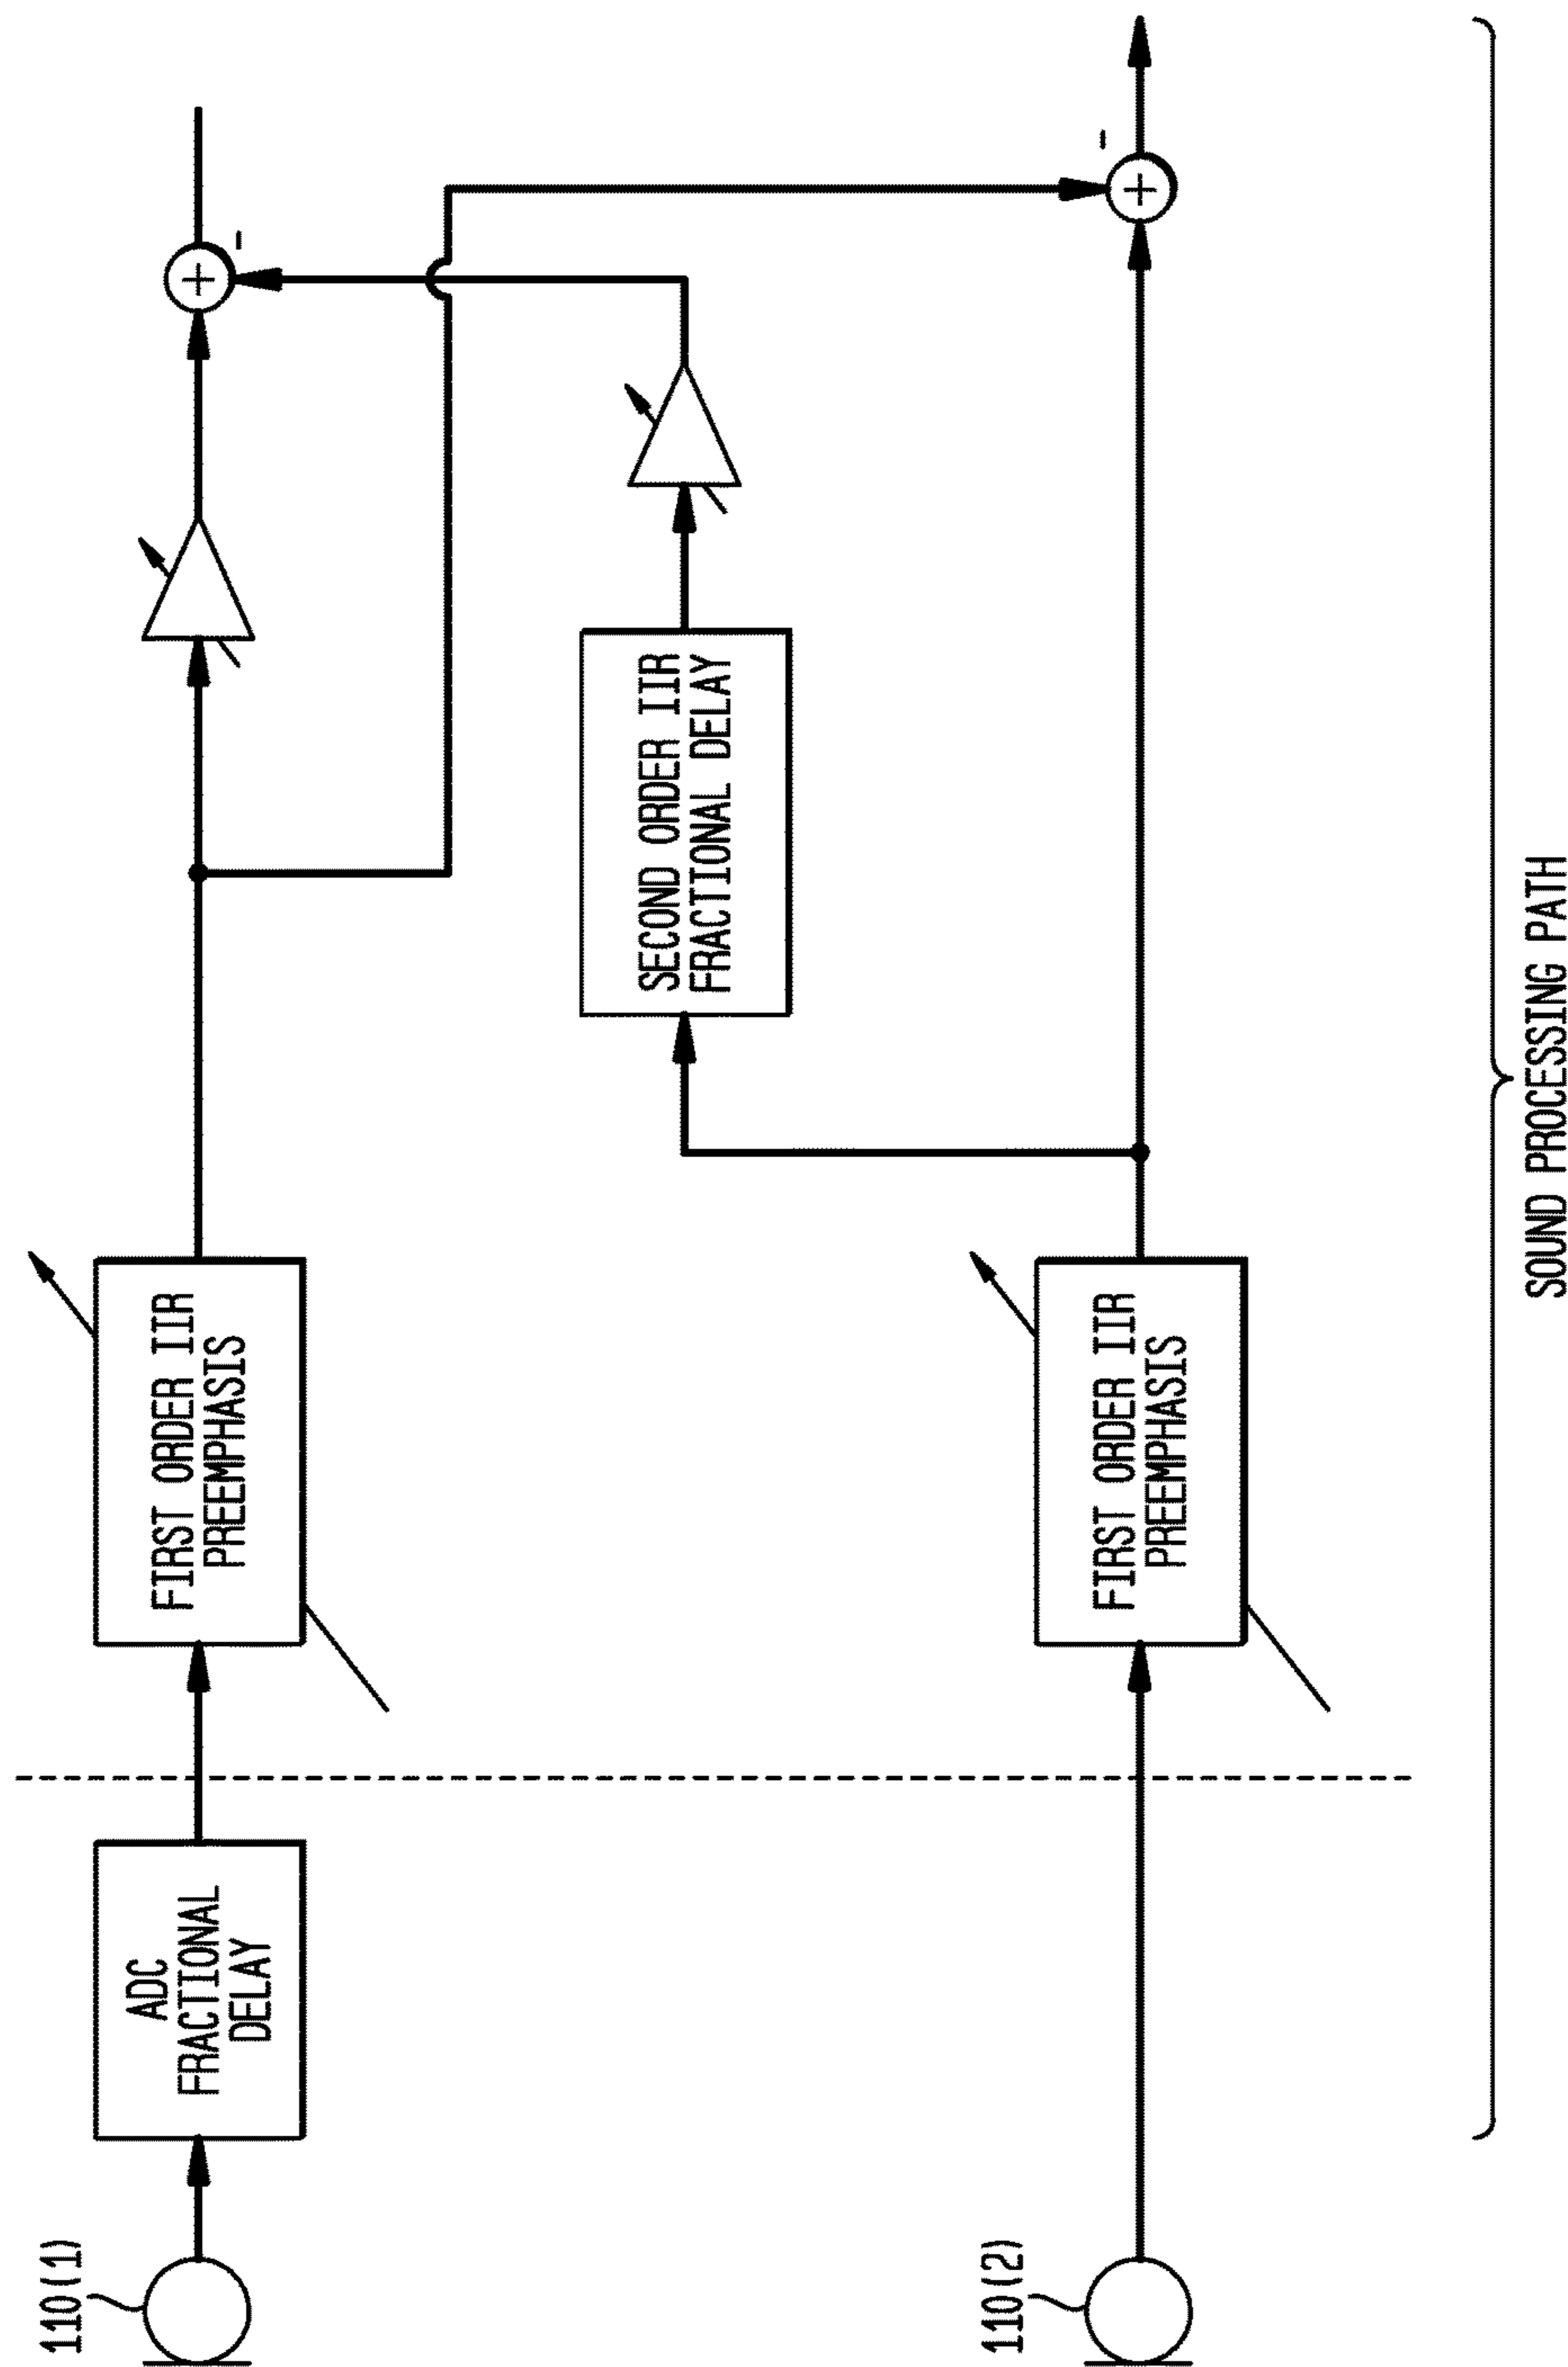 110(1)
ADC
FRACTIONAL
DELAY
FIRST ORDER IIR
PREEMPHASIS
+
-
SECOND ORDER IIR
FRACTIONAL DELAY
110(2)
FIRST ORDER IIR
PREEMPHASIS
+
-
SOUND PROCESSING PATH